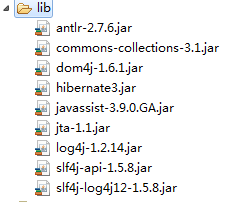 lib
antlr-2.7.6.jar
commons-collections-3.1.jar
dom4j-1.6.1.jar
hibernate3.jar
javassist-3.9.0.GA.jar
jta-1.1.jar
log4j-1.2.14.jar
slf4j-api-1.5.8.jar
slf4j-log4j12-1.5.8.jar